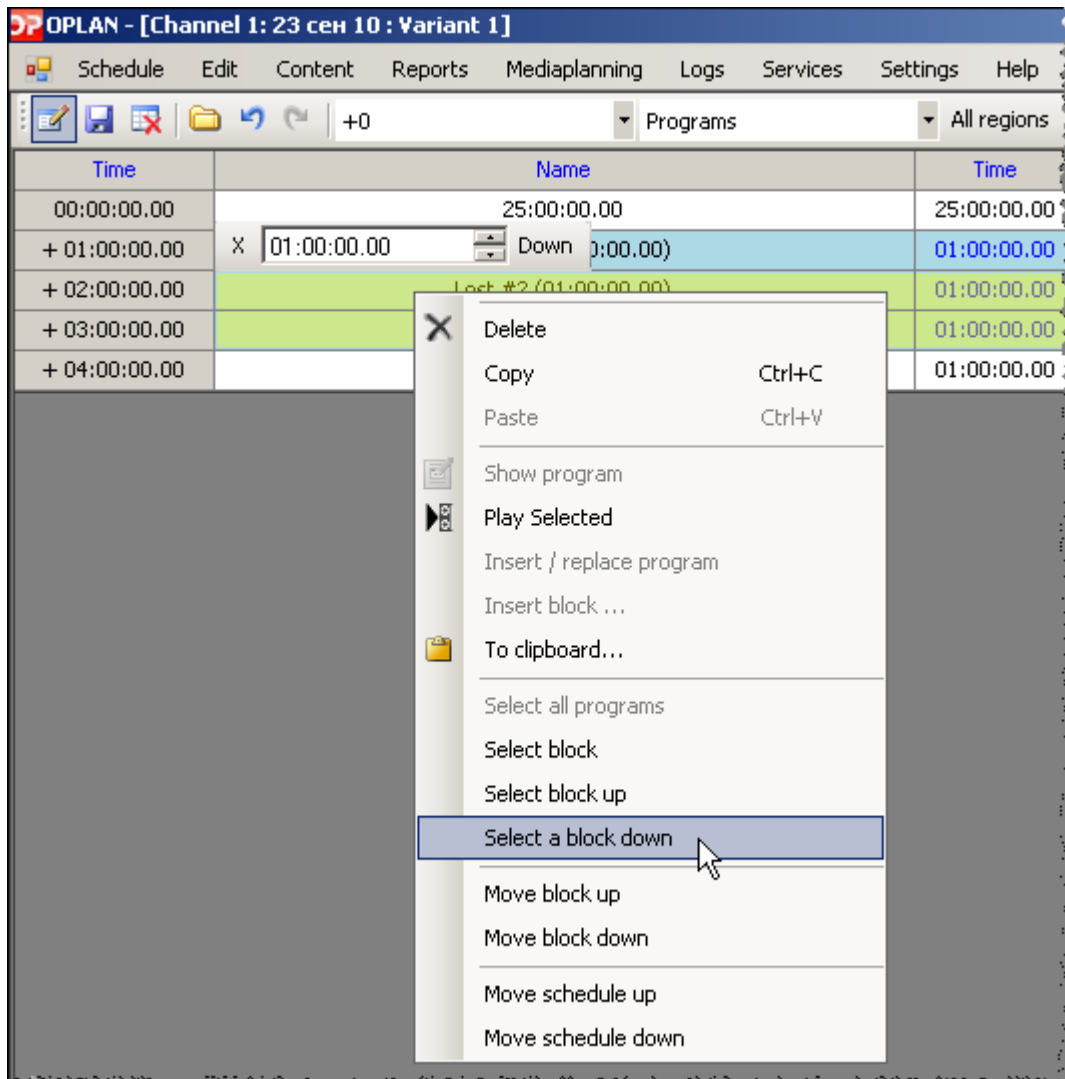 OPLAN - [Channel 1: 23 сен 10 : Variant 1]
Schedule Edit Content Reports Mediaplanning Logs Services Settings Help
+0 Programs All regions
Time Name Time
00:00:00.00 25:00:00.00 25:00:00.00
+ 01:00:00.00 X 01:00:00.00 Down 0:00.00) 01:00:00.00
+ 02:00:00.00 Lost #2 (01:00:00.00) 01:00:00.00
+ 03:00:00.00 01:00:00.00
+ 04:00:00.00 01:00:00.00
Delete
Copy Ctrl+C
Paste Ctrl+V
Show program
Play Selected
Insert / replace program
Insert block ...
To clipboard...
Select all programs
Select block
Select block up
Select a block down
Move block up
Move block down
Move schedule up
Move schedule down